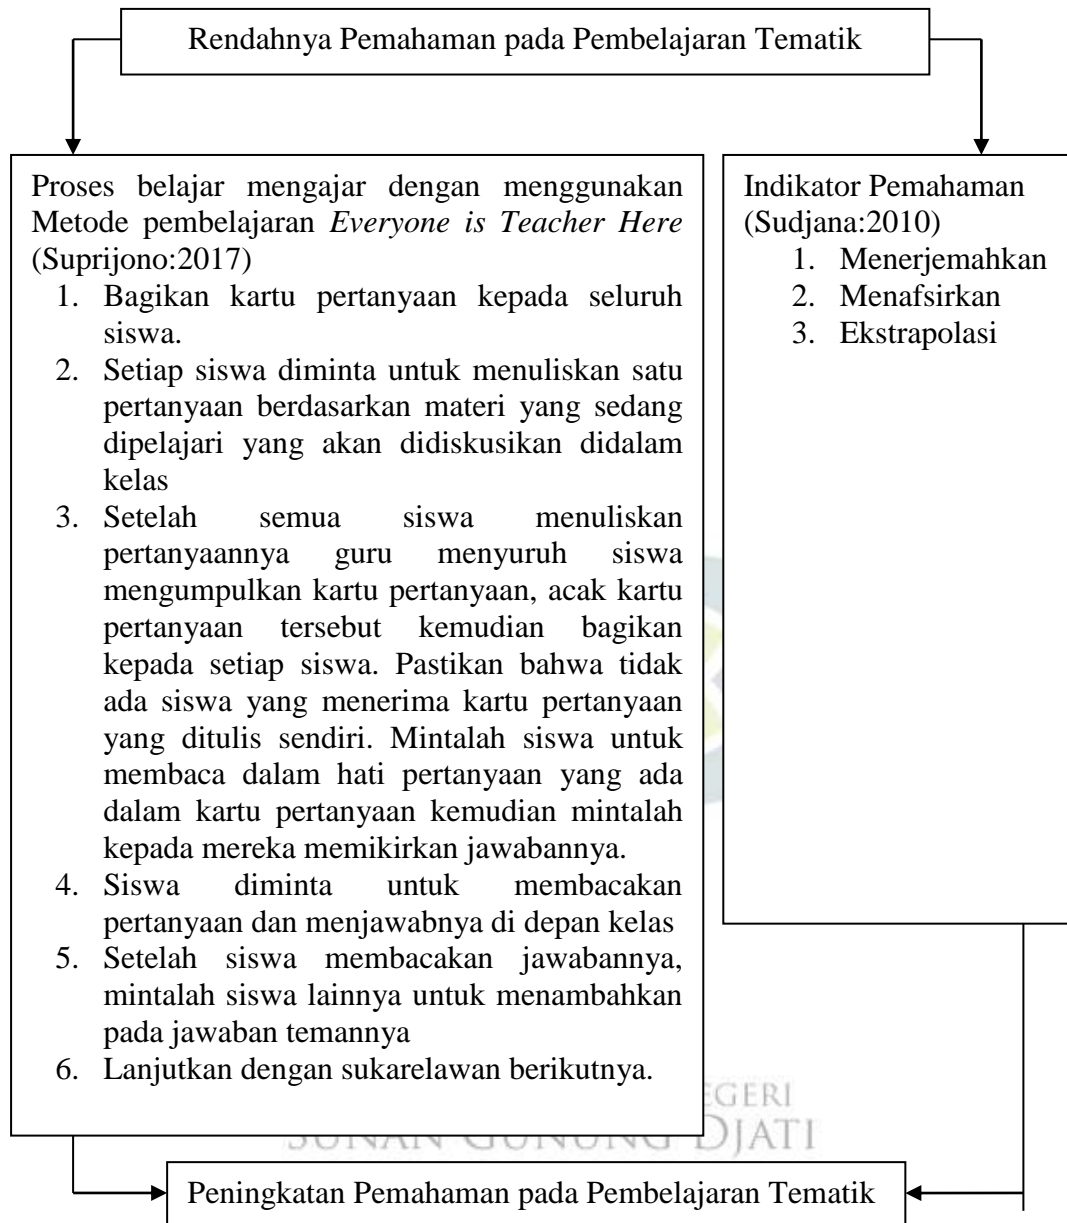 Rendahnya Pemahaman pada Pembelajaran Tematik
Proses belajar mengajar dengan menggunakan
Metode pembelajaran Everyone is Teacher Here
(Suprijono:2017)
1. Bagikan kartu pertanyaan kepada seluruh
siswa.
2. Setiap siswa diminta untuk menuliskan satu
pertanyaan berdasarkan materi yang sedang
dipelajari yang akan didiskusikan didalam
kelas
3. Setelah semua siswa menuliskan
pertanyaannya guru menyuruh siswa
mengumpulkan kartu pertanyaan, acak kartu
pertanyaan tersebut kemudian bagikan
kepada setiap siswa. Pastikan bahwa tidak
ada siswa yang menerima kartu pertanyaan
yang ditulis sendiri. Mintalah siswa untuk
membaca dalam hati pertanyaan yang ada
dalam kartu pertanyaan kemudian mintalah
kepada mereka memikirkan jawabannya.
4. Siswa diminta untuk membacakan
pertanyaan dan menjawabnya di depan kelas
5. Setelah siswa membacakan jawabannya,
mintalah siswa lainnya untuk menambahkan
pada jawaban temannya
6. Lanjutkan dengan sukarelawan berikutnya.
Indikator Pemahaman
(Sudjana:2010)
1. Menerjemahkan
2. Menafsirkan
3. Ekstrapolasi
EGERI
SUNAN GUNUNG DJATI
Peningkatan Pemahaman pada Pembelajaran Tematik